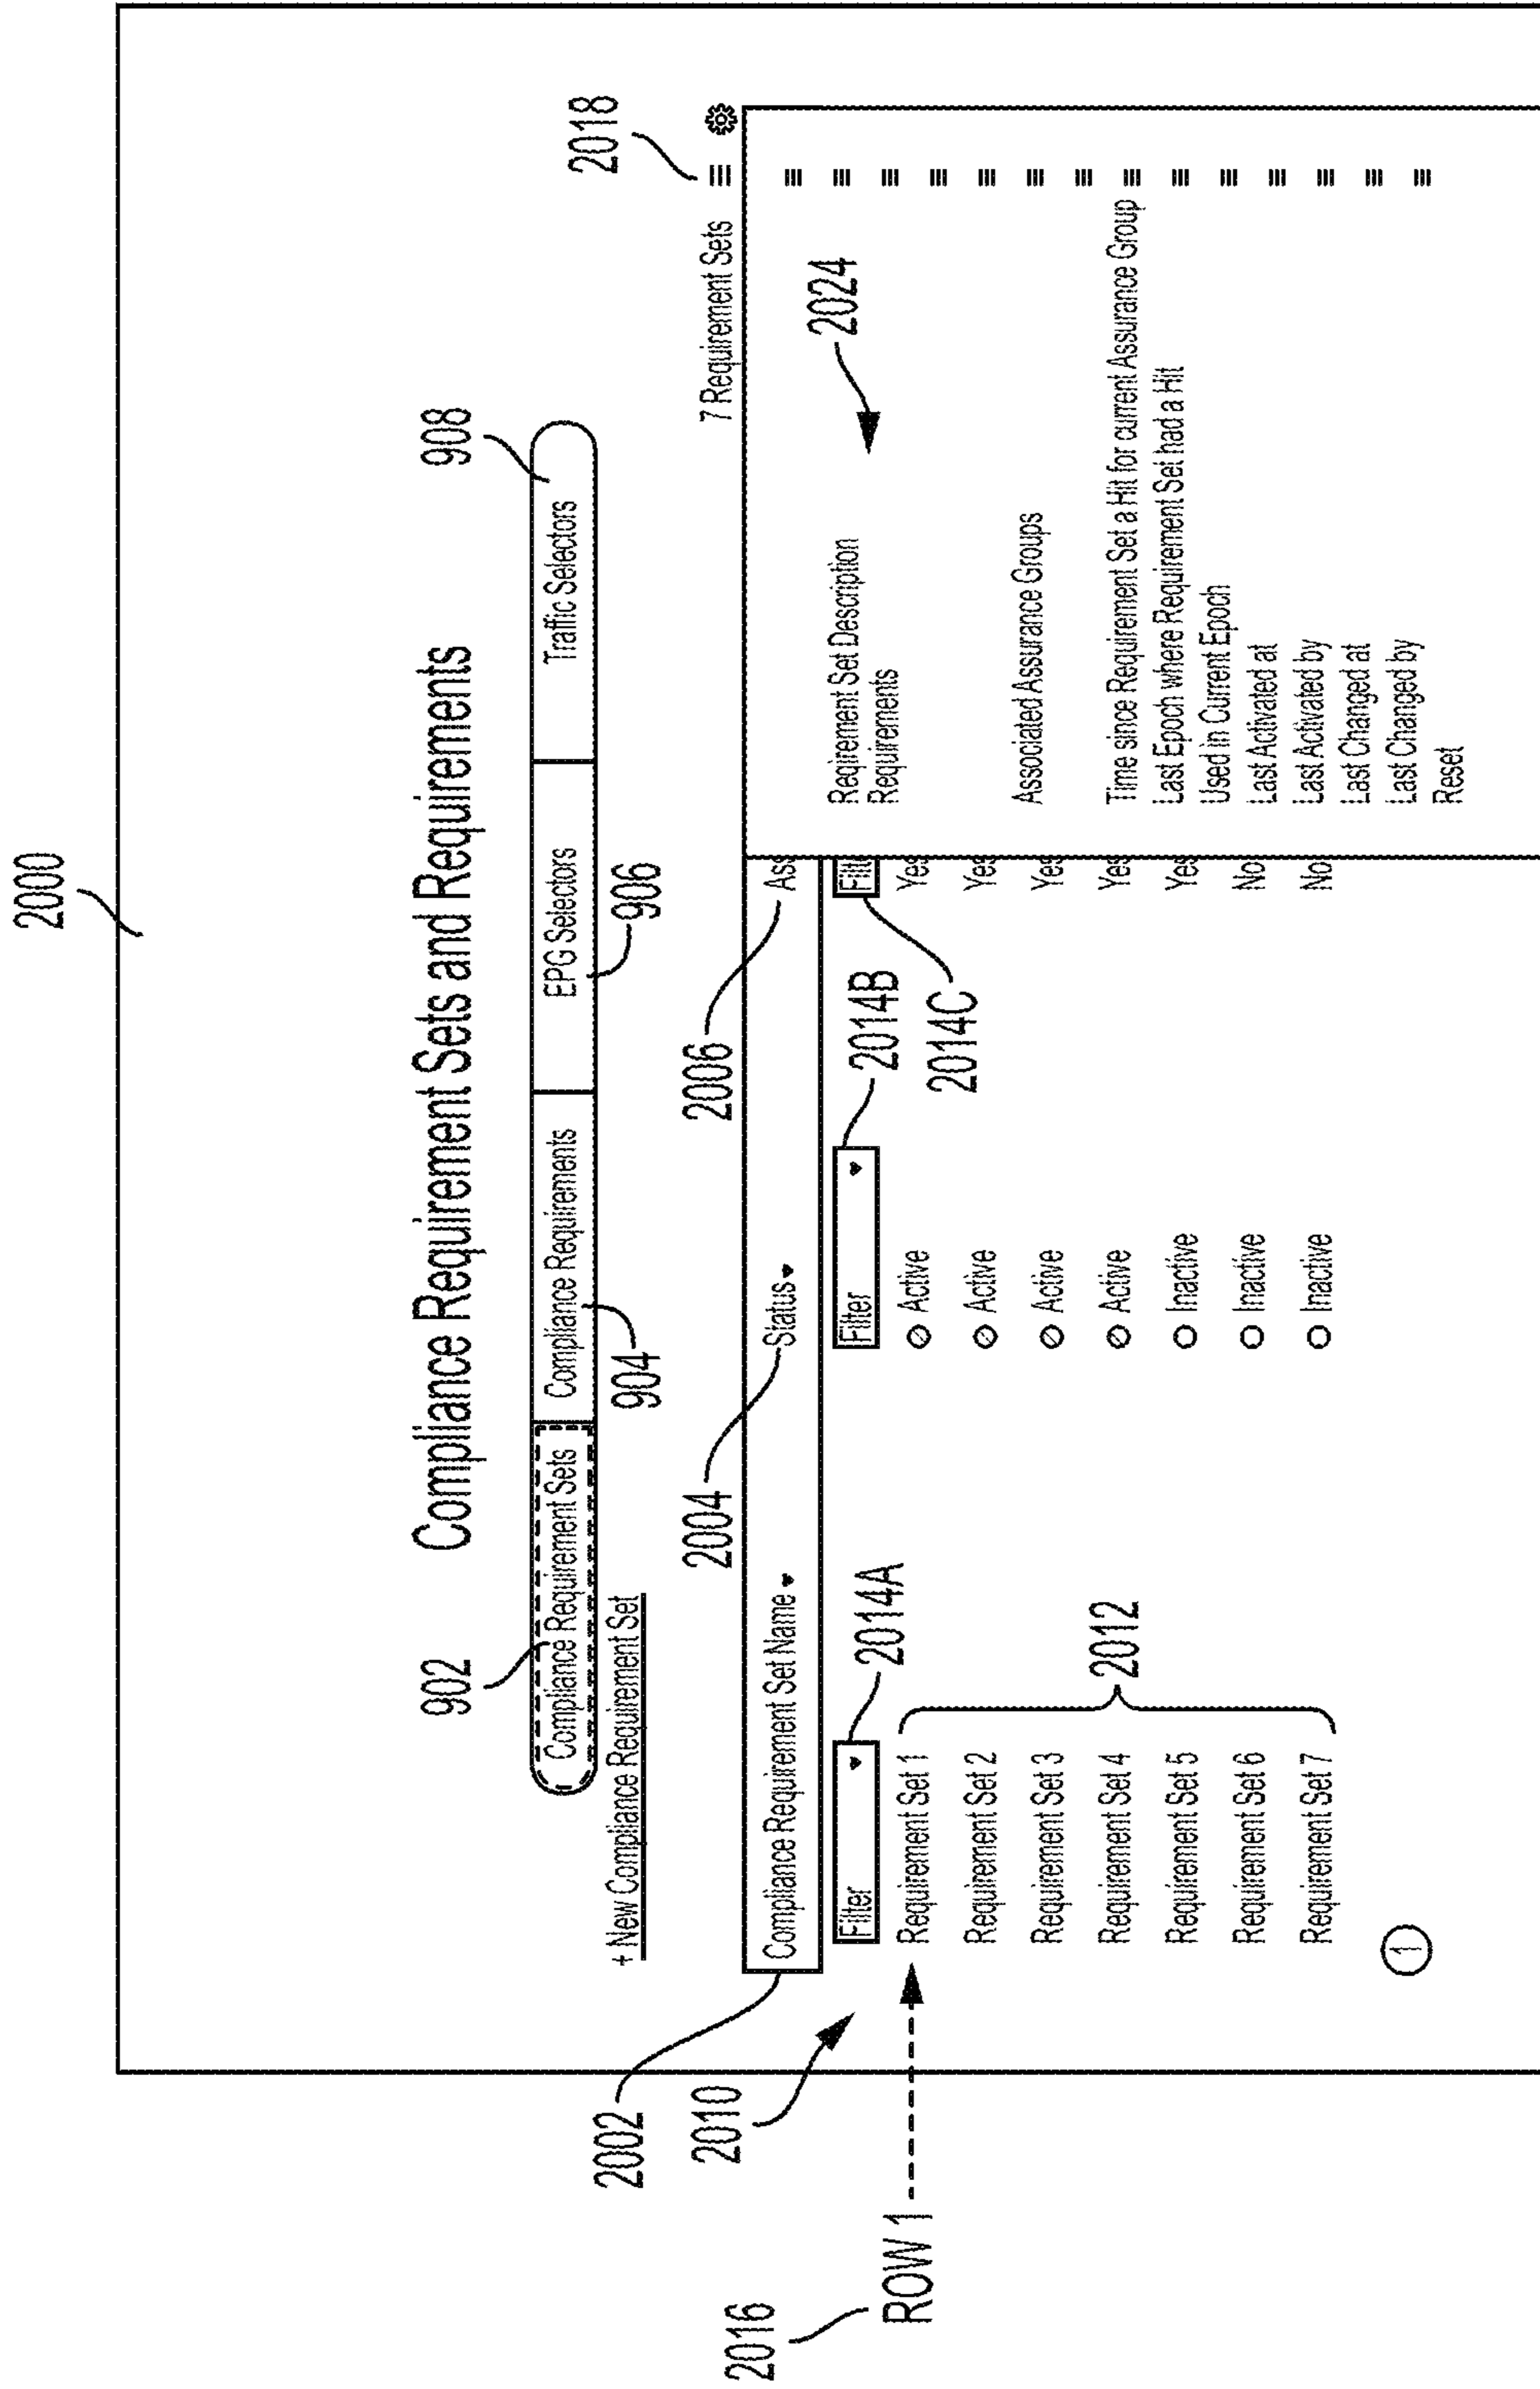 2000
Compliance Requirement Sets and Requirements
902
908
Compliance Requirement Sets
Compliance Requirements
EPG Selectors
Traffic Selectors
904
906
+ New Compliance Requirement Set
2018
7 Requirement Sets
2002
2004
2006
Compliance Requirement Set Name
Status
Ass
2010
2014A
2014B
2014C
2024
Filter
Filter
Filte
2016
ROW 1
Requirement Set 1
Active
Yes
Requirement Set 2
Active
Yes
Requirement Set 3
Active
Yes
Requirement Set 4
Active
Yes
Requirement Set 5
Inactive
Yes
Requirement Set 6
Inactive
No
Requirement Set 7
Inactive
No
2012
1
Reqirement Set Description
Requirements
Associated Assurance Groups
Time since Requirement Set a Hit for current Assurance Group
Last Epoch where Requirement Set had a Hit
Used in Current Epoch
Last Activated at
Last Activated by
Last Changed at
Last Changed by
Reset